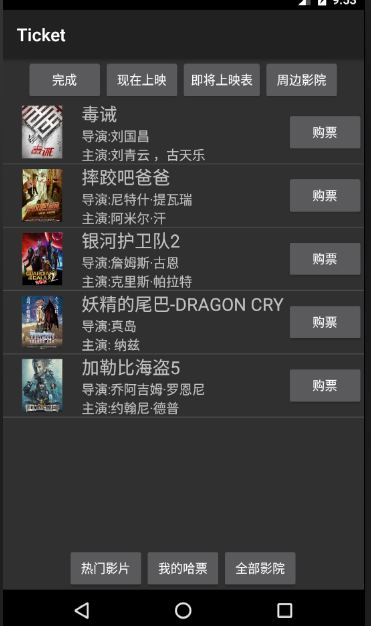 9:53
Ticket
完成 现在上映 即将上映表 周边影院
毒诫
导演:刘国昌
主演:刘青云 ，古天乐
购票
摔跤吧爸爸
导演:尼特什·提瓦瑞
主演:阿米尔·汗
购票
银河护卫队2
导演:詹姆斯·古恩
主演:克里斯·帕拉特
购票
妖精的尾巴-DRAGON CRY
导演:真岛
主演: 纳兹
购票
加勒比海盗5
导演:乔阿吉姆·罗恩尼
主演:约翰尼·德普
购票
热门影片 我的哈票 全部影院